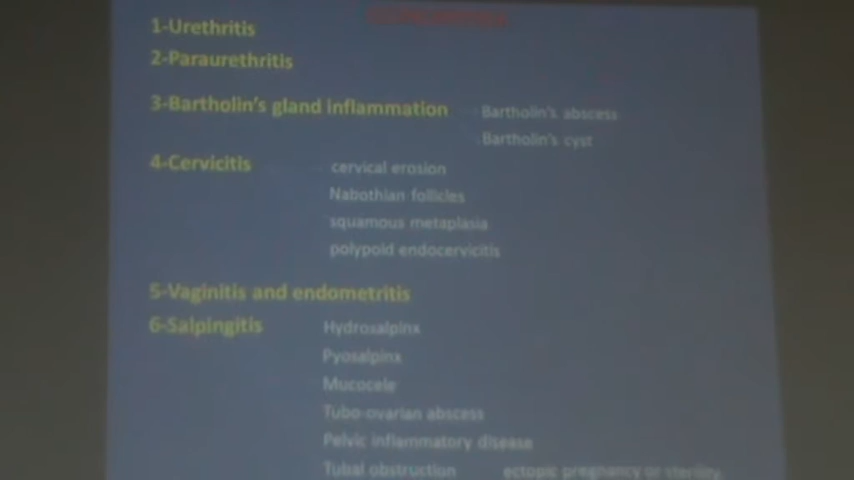 1-Urethritis
2-Paraurethritis
3-Bartholin's gland inflammation Bartholin's abscess
Bartholin's cyst
4-Cervicitis cervical erosion
Nabothian follicles
squamous metaplasia
polypoid endocervicitis
5-Vaginitis and endometritis
6-Salpingitis Hydrosalpinx
Pyosalpinx
Mucocele
Tubo-ovarian abscess
Pelvic inflammatory disease
Tubal obstruction ectopic pregnancy or sterility